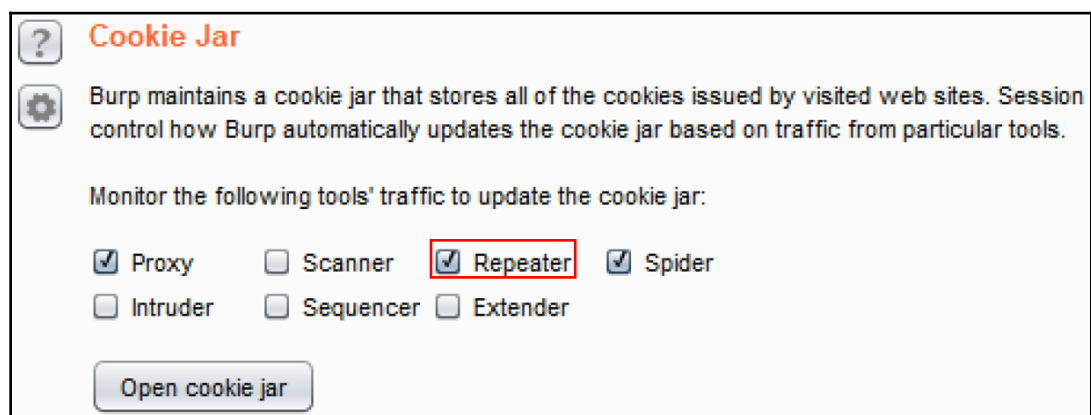 ?
Cookie Jar
Burp maintains a cookie jar that stores all of the cookies issued by visited web sites. Session
control how Burp automatically updates the cookie jar based on traffic from particular tools.
Monitor the following tools' traffic to update the cookie jar:
Proxy Scanner Repeater Spider
Intruder Sequencer Extender
Open cookie jar